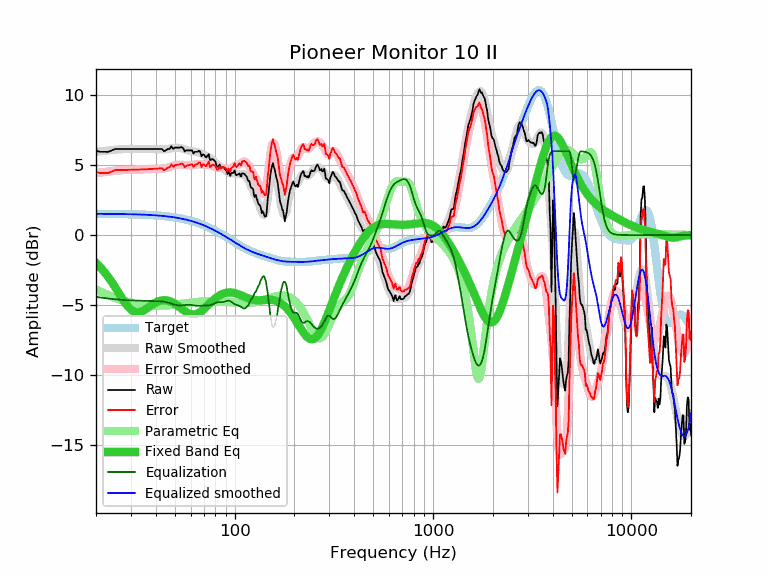 Pioneer Monitor 10 II
Amplitude (dBr)
10
5
0
−5
−10
−15
Target
Raw Smoothed
Error Smoothed
Raw
Error
Parametric Eq
Fixed Band Eq
Equalization
Equalized smoothed
100
1000
10000
Frequency (Hz)